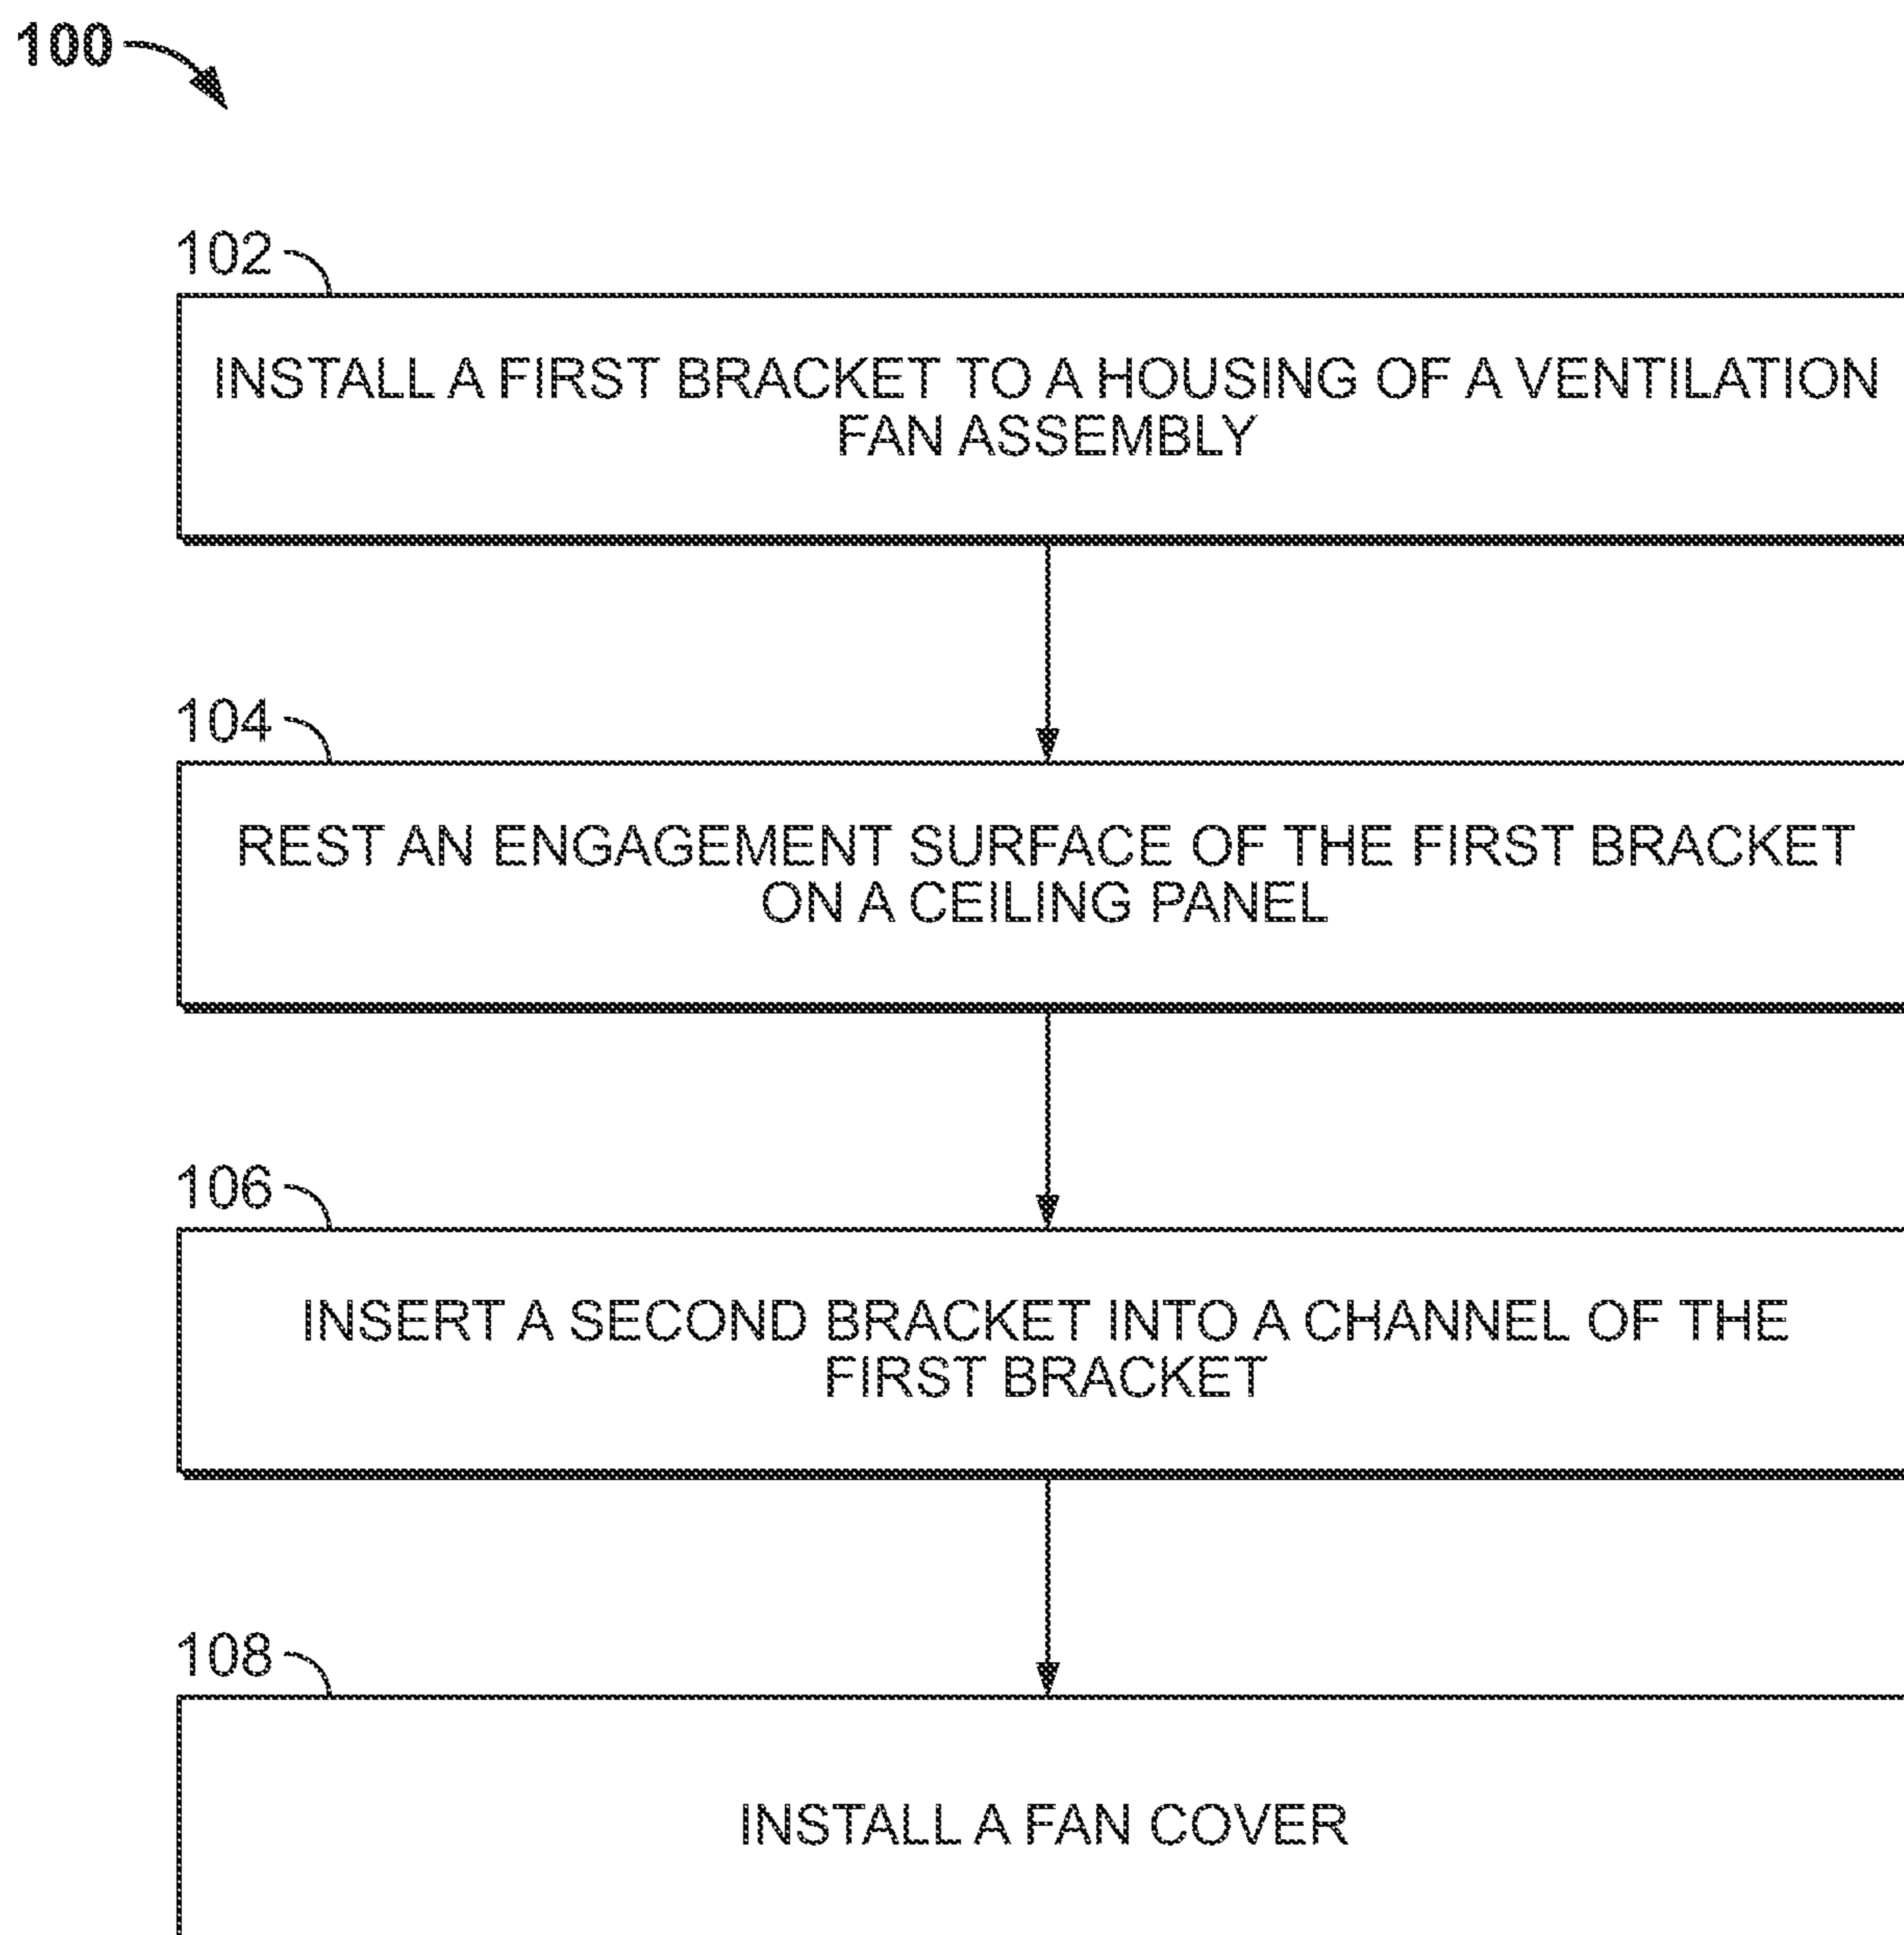 100
102
INSTALL A FIRST BRACKET TO A HOUSING OF A VENTILATION
FAN ASSEMBLY
104
REST AN ENGAGEMENT SURFACE OF THE FIRST BRACKET
ON A CEILING PANEL
106
INSERT A SECOND BRACKET INTO A CHANNEL OF THE
FIRST BRACKET
108
INSTALL A FAN COVER